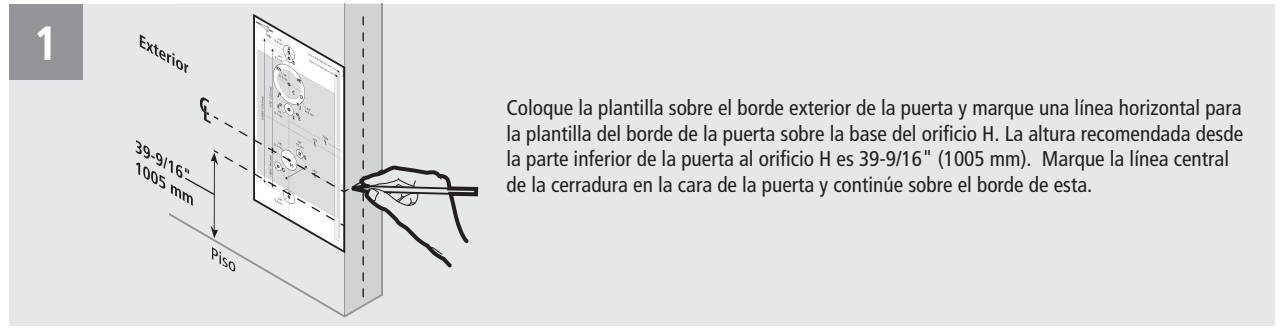 1
Exterior
℄
39-9/16"
1005 mm
Piso
Coloque la plantilla sobre el borde exterior de la puerta y marque una línea horizontal para
la plantilla del borde de la puerta sobre la base del orificio H. La altura recomendada desde
la parte inferior de la puerta al orificio H es 39-9/16" (1005 mm). Marque la línea central
de la cerradura en la cara de la puerta y continúe sobre el borde de esta.